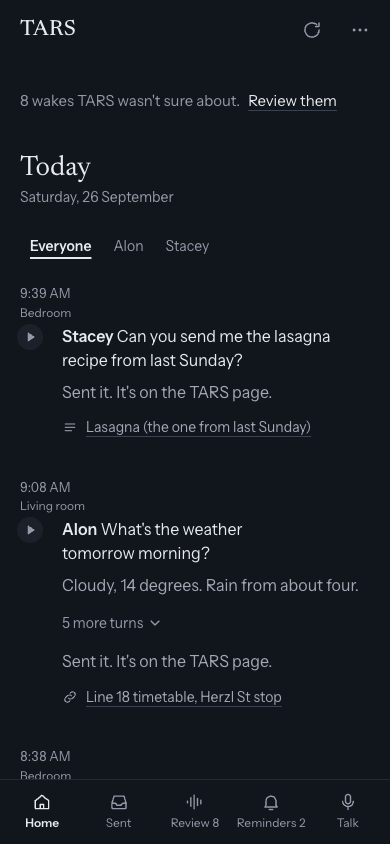 TARS
8 wakes TARS wasn't sure about. Review them
Today
Saturday, 26 September
Everyone Alon Stacey
9:39 AM
Bedroom
Stacey Can you send me the lasagna
recipe from last Sunday?
Sent it. It's on the TARS page.
Lasagna (the one from last Sunday)
9:08 AM
Living room
Alon What's the weather
tomorrow morning?
Cloudy, 14 degrees. Rain from about four.
5 more turns
Sent it. It's on the TARS page.
Line 18 timetable, Herzl St stop
8:38 AM
Bedroom
Home Sent Review 8 Reminders 2 Talk